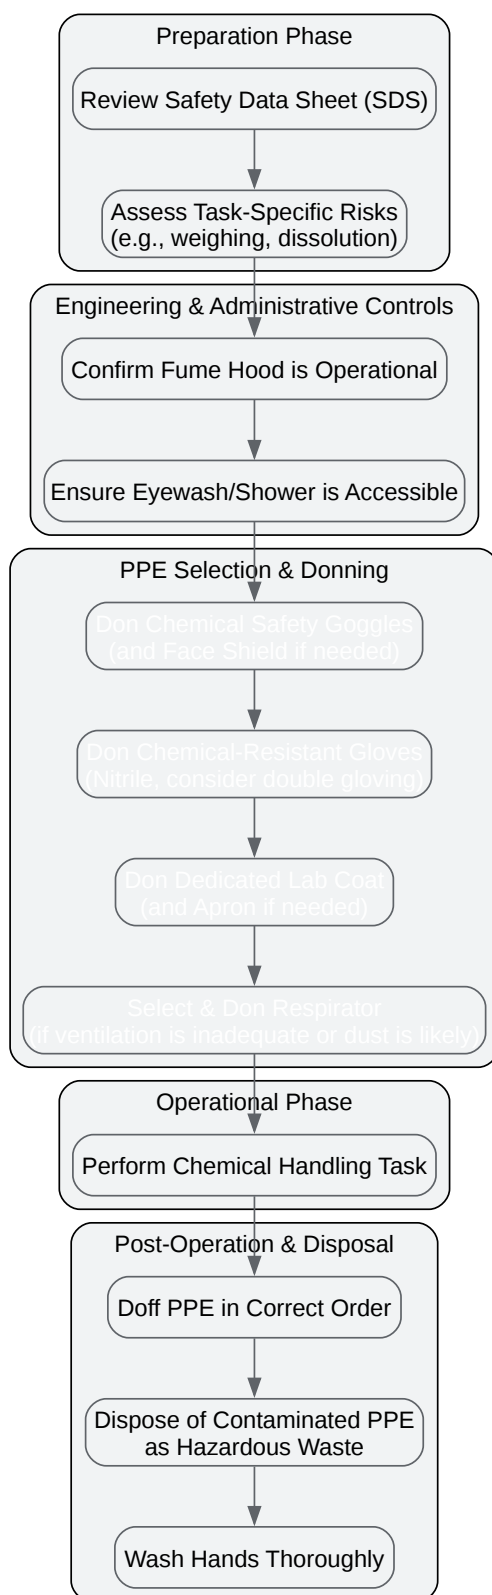 Preparation Phase
Review Safety Data Sheet (SDS)
Assess Task-Specific Risks
(e.g., weighing, dissolution)
Engineering & Administrative Controls
Confirm Fume Hood is Operational
Ensure Eyewash/Shower is Accessible
PPE Selection & Donning
Don Chemical Safety Goggles
(and Face Shield if needed)
Don Chemical-Resistant Gloves
(Nitrile, consider double gloving)
Don Dedicated Lab Coat
(and Apron if needed)
Select & Don Respirator
(if ventilation is inadequate or dust is likely)
Operational Phase
Perform Chemical Handling Task
Post-Operation & Disposal
Doff PPE in Correct Order
Dispose of Contaminated PPE
as Hazardous Waste
Wash Hands Thoroughly